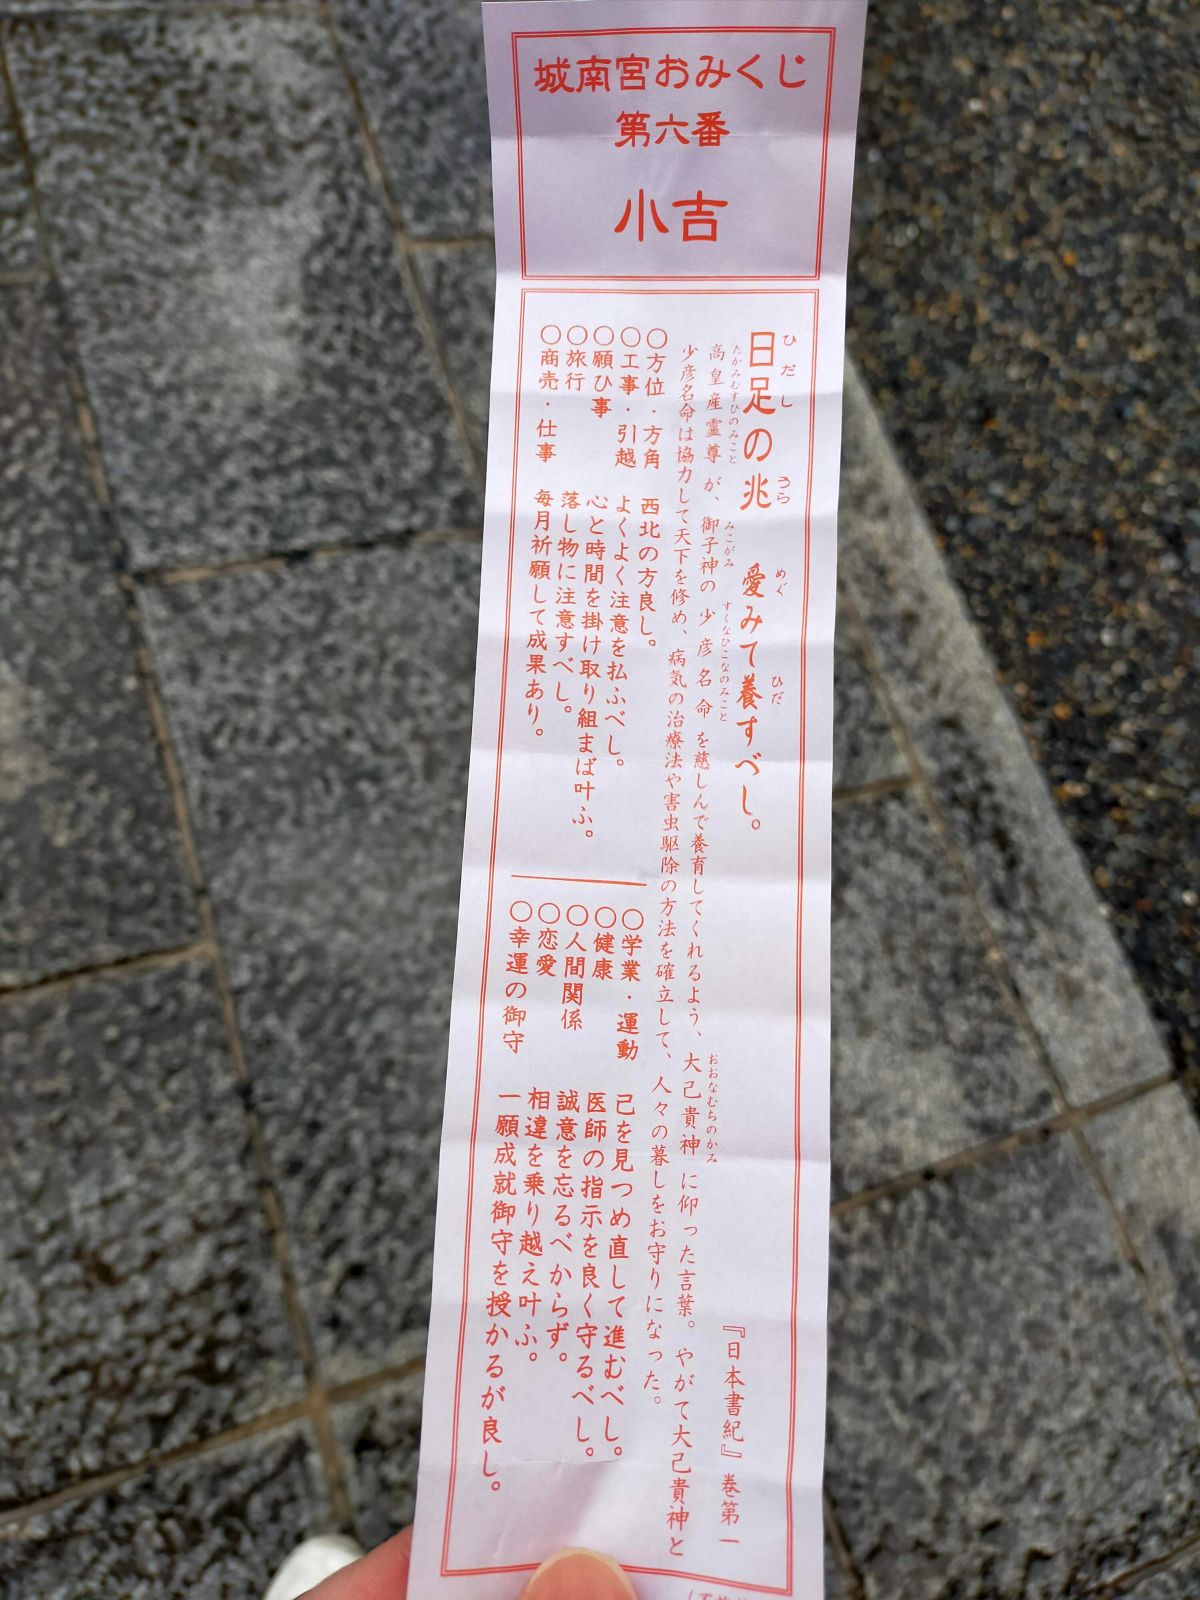 城南宮おみくじ
第六番
小吉
日足の兆 愛みて養すべし。
ひだし うら めぐ ひだ
『日本書紀』巻第一
高皇産霊尊が、御子神の少彦名命を慈しんで養育してくれるよう、大己貴神に仰った言葉。やがて大己貴神と
たかみむすひのみこと みこがみ すくなひこなのみこと おおなむちのかみ
少彦名命は協力して天下を修め、病気の治療法や害虫駆除の方法を確立して、人々の暮しをお守りになった。
〇方位・方角 西北の方良し。
〇工事・引越 よくよく注意を払ふべし。
〇願ひ事 心と時間を掛け取り組まば叶ふ。
〇旅行 落し物に注意すべし。
〇商売・仕事 毎月祈願して成果あり。
〇学業・運動 己を見つめ直して進むべし。
〇健康 医師の指示を良く守るべし。
〇人間関係 誠意を忘るべからず。
〇恋愛 相違を乗り越え叶ふ。
〇幸運の御守 一願成就御守を授かるが良し。